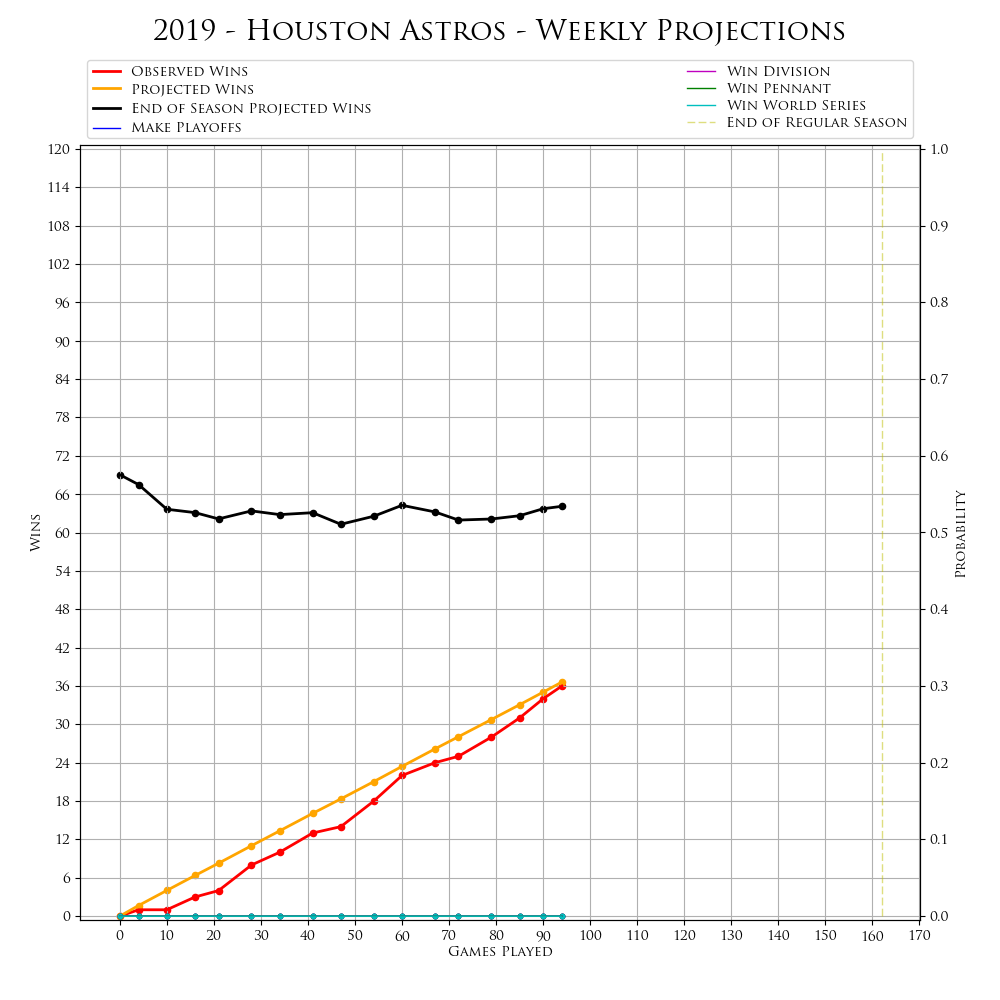 2019 - Houston Astros - Weekly Projections
Observed Wins
Projected Wins
End of Season Projected Wins
Make Playoffs
Win Division
Win Pennant
Win World Series
End of Regular Season
120
114
108
102
96
90
84
78
72
66
60
54
48
42
36
30
24
18
12
6
0
Wins
1.0
0.9
0.8
0.7
0.6
0.5
0.4
0.3
0.2
0.1
0.0
Probability
0 10 20 30 40 50 60 70 80 90 100 110 120 130 140 150 160 170
Games Played